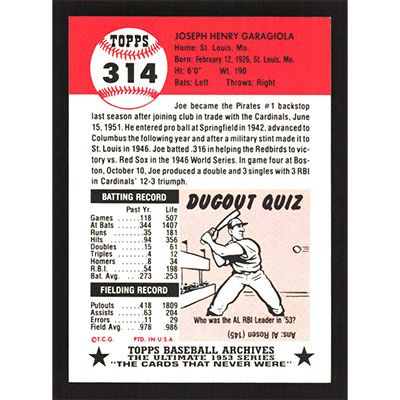 TOPPS
314
JOSEPH HENRY GARAGIOLA
Home: St. Louis, Mo.
Born: February 12, 1926, St. Louis, Mo.
Ht: 6'0" Wt: 190
Bats: Left Throws: Right
Joe became the Pirates #1 backstop
last season after joining club in trade with the Cardinals, June
15, 1951. He entered pro ball at Springfield in 1942, advanced to
Columbus the following year and after a military stint made it to
St. Louis in 1946. Joe batted .316 in helping the Redbirds to victory
vs. Red Sox in the 1946 World Series. In game four at Bos-
ton, October 10, Joe produced a double and 3 singles with 3 RBI
in Cardinals' 12-3 triumph.
BATTING RECORD
Past Yr. Life
Games —— 118 507
At Bats —— 344 1407
Runs —— 35 181
Hits —— 94 356
Doubles —— 15 61
Triples —— 4 12
Homers —— 8 34
R.B.I. —— 54 198
Bat. Avg. —— .273 .253
FIELDING RECORD
Putouts —— 418 1809
Assists —— 63 204
Errors —— 11 29
Field Avg. —— .978 .986
© T.C.G. PTD. IN U.S.A.
DUGOUT QUIZ
Who was the AL RBI Leader in '53?
Ans: Al Rosen (145)
TOPPS BASEBALL ARCHIVES
THE ULTIMATE 1953 SERIES
"THE CARDS THAT NEVER WERE"